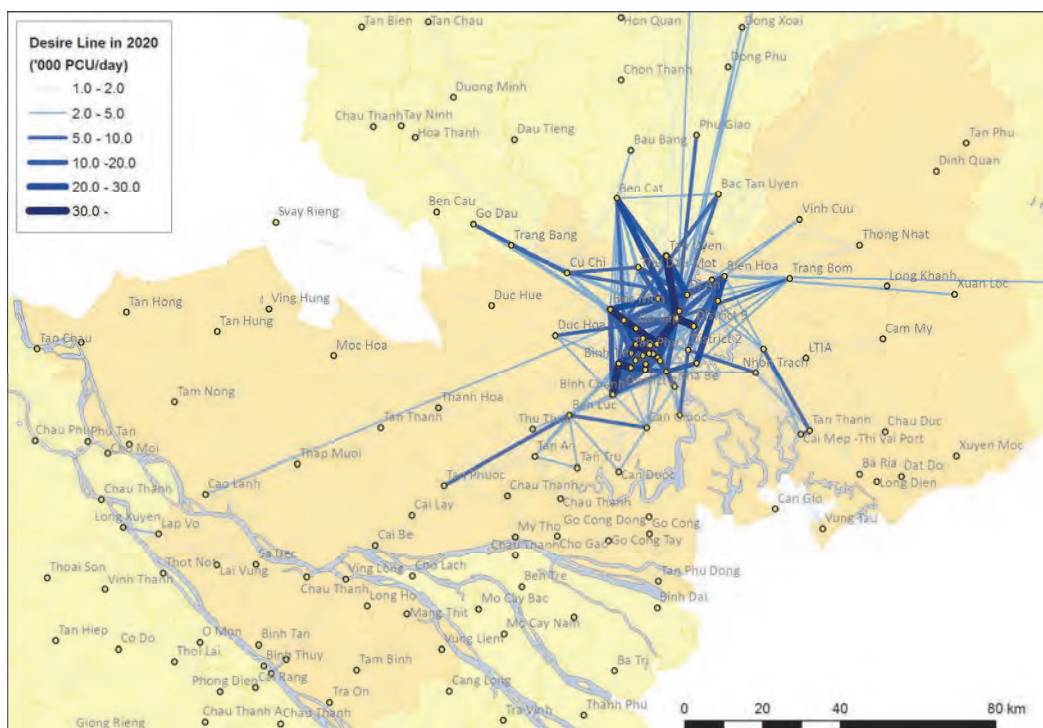 Desire Line in 2020
('000 PCU/day)
1.0 - 2.0
2.0 - 5.0
5.0 - 10.0
10.0 -20.0
20.0 - 30.0
30.0 -
Tan Bien
Tan Chau
Hon Quan
Dong Xoai
Dong Phu
Chon Thanh
Duong Minh
Chau Thanh
Tay Ninh
Hoa Thanh
Dau Tieng
Phu Giao
Bau Bang
Tan Phu
Dinh Quan
Ben Cat
Bac Tan Uyen
Svay Rieng
Ben Cau
Go Dau
Vinh Cuu
Trang Bang
Tan Uyen
Thong Nhat
Cu Chi
Bien Hoa
Trang Bom
Long Khanh
Xuan Loc
Tan Hong
Ving Hung
Duc Hue
Tan Hung
Duc Hoa
District 9
Cam My
Tan Chau
Moc Hoa
District 2
LTIA
Nhon Trach
Binh Chanh
Tam Nong
Thanh Hoa
Ben Luc
Tan Thanh
Thu Th
Can Giuoc
Tan Thanh
Chau Duc
Cai Mep -Thi Vai Port
Chau Phu
Phu Tan
Cho Moi
Thap Muoi
Tan An
Tan Tru
Xuyen Moc
Ba Ria
Dat Do
Long Dien
Chau Thanh
Cao Lanh
Tan Phuoc
Can Duoc
Cai Lay
Chau Thanh
Chau Thanh
Can Gio
Long Xuyen
Lap Vo
Go Cong Dong
Go Cong
Vung Tau
My Tho
Cai Be
Chau Thanh
Cho Gao
Go Cong Tay
Thoai Son
Vinh Thanh
Thot Not
Lai Vung
Sa Dec
Chau Thanh
Ving Long
Cho Lach
Ben Tre
Tan Phu Dong
Binh Dai
Long Ho
Mang Thit
Mo Cay Bac
Mo Cay Nam
Tan Hiep
Co Do
O Mon
Binh Tan
Thoi Lai
Binh Thuy
Vung Liem
Ba Tri
Phong Dien
Cai Rang
Tam Binh
Tra On
Cang Long
Giong Rieng
Chau Thanh A
Chau Thanh
Tra Vinh
Thanh Phu
0 20 40 80 km